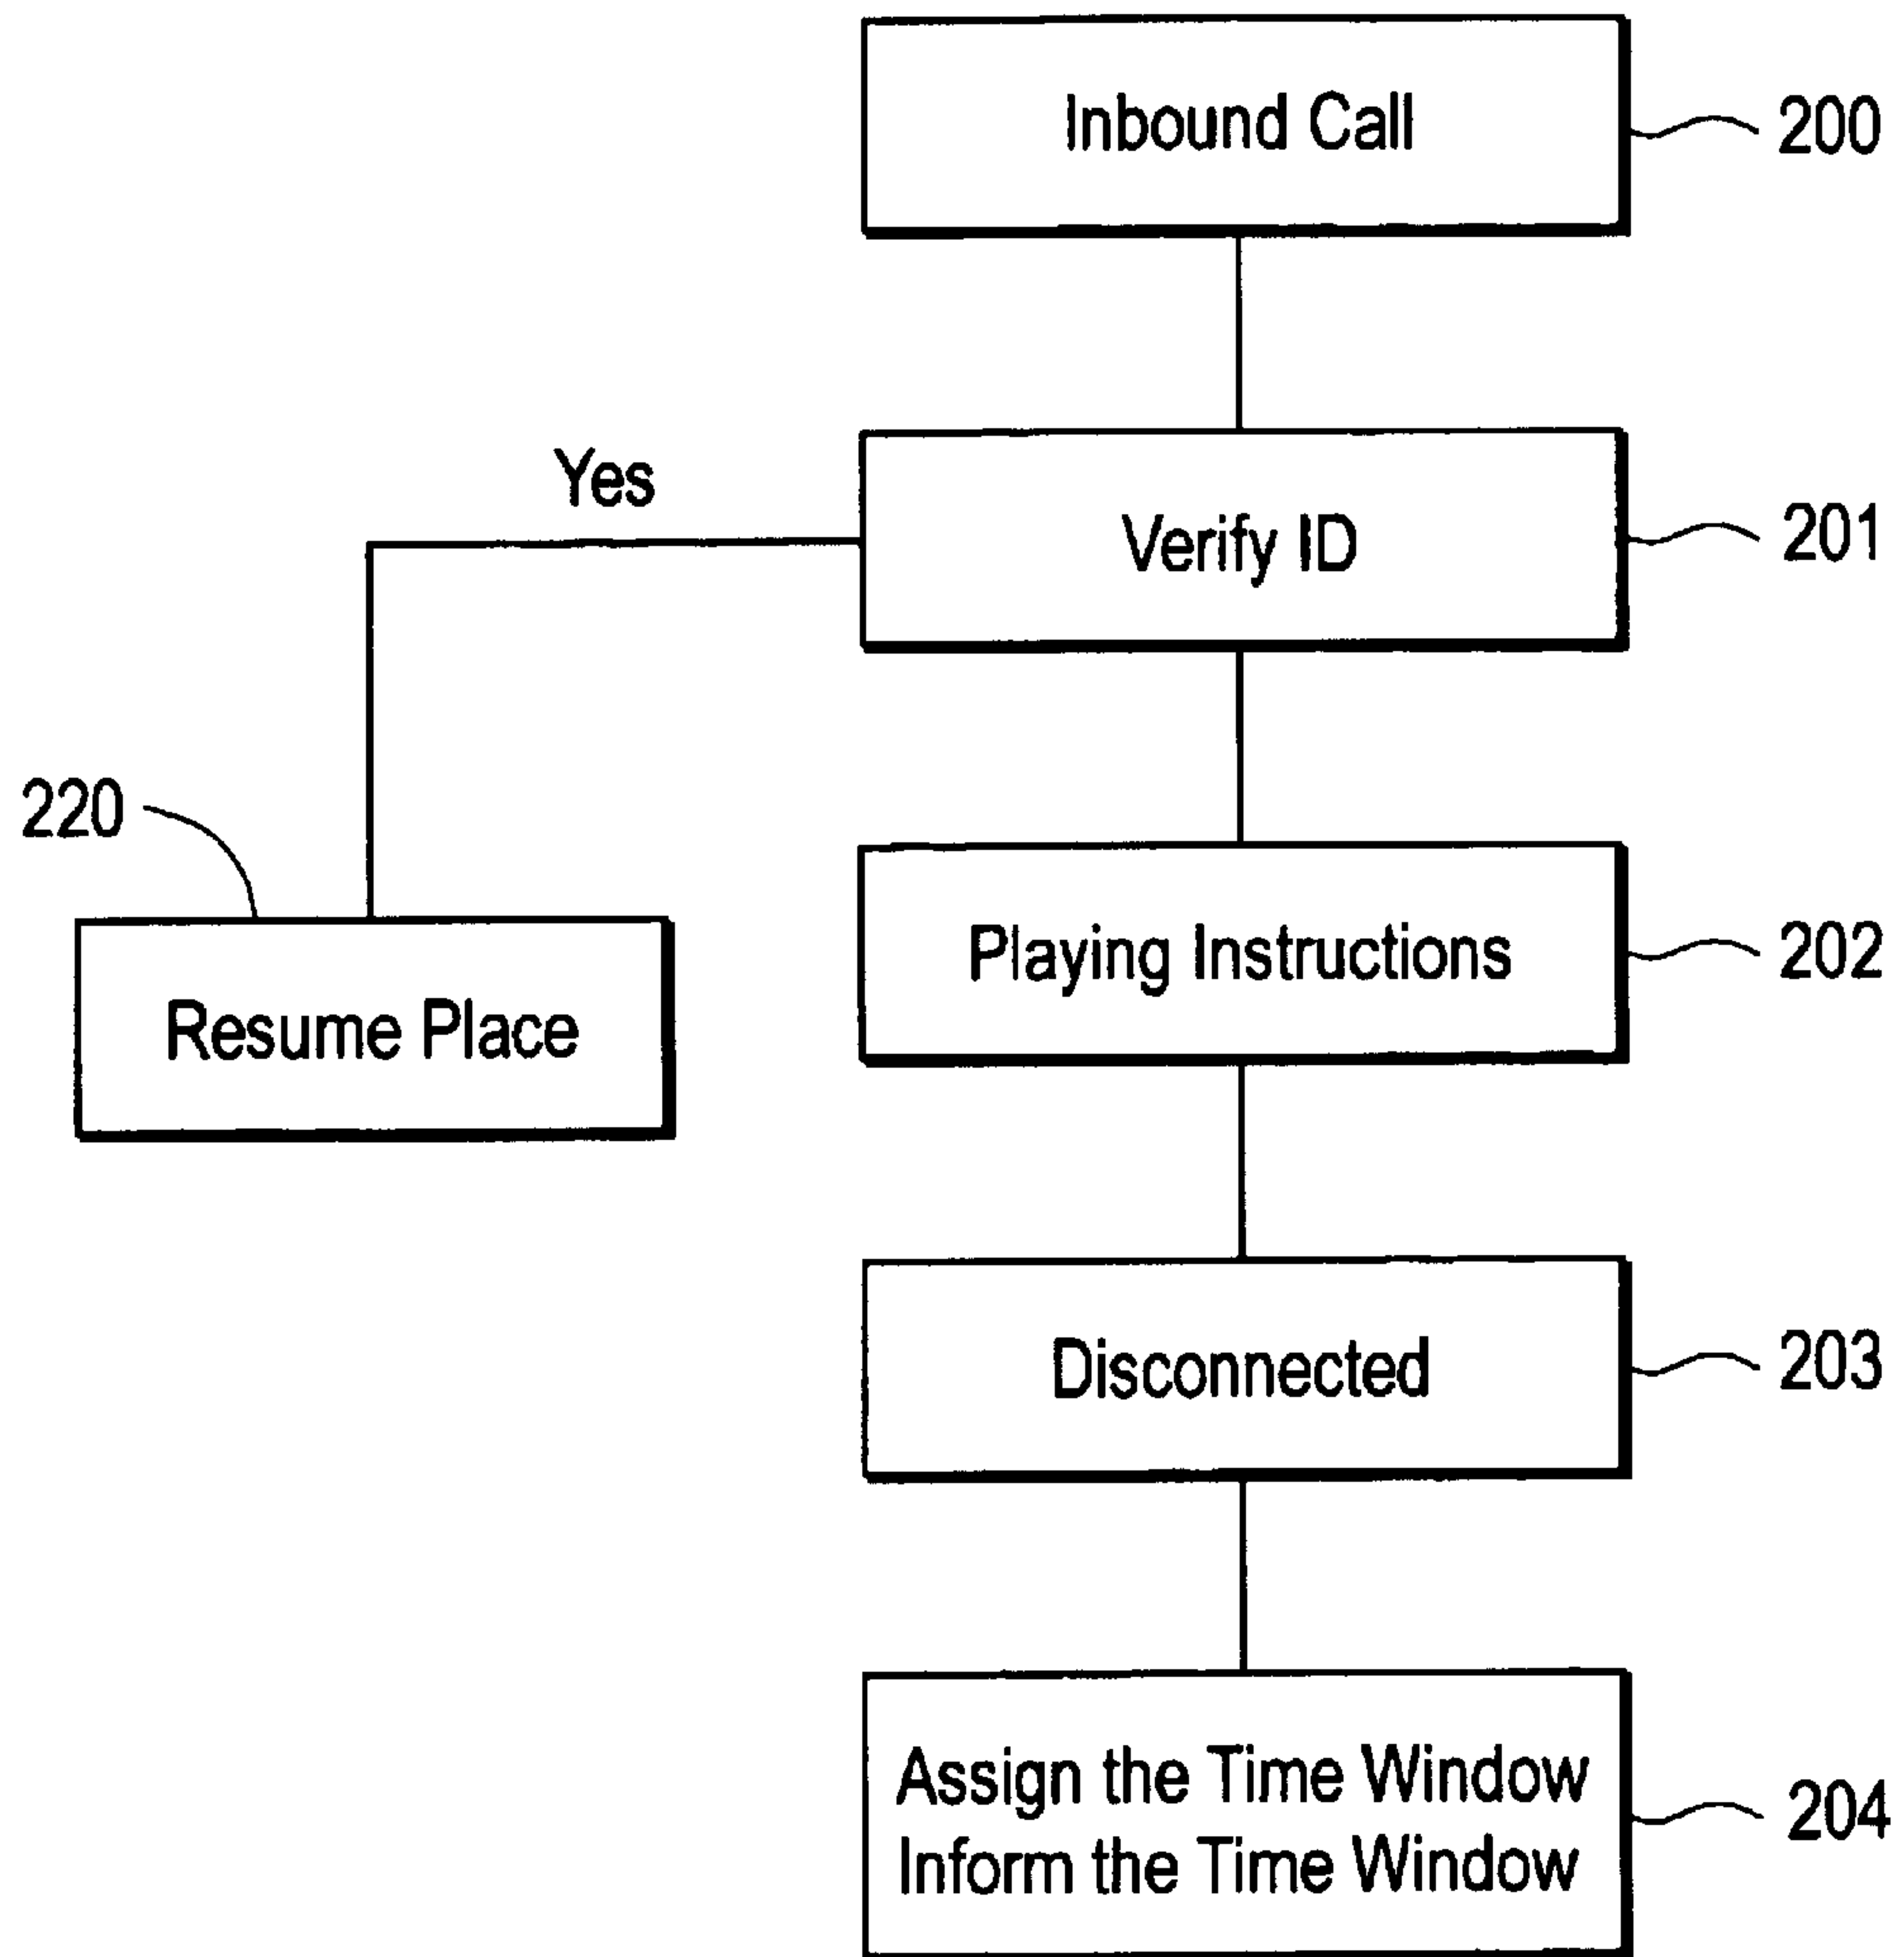 Inbound Call
200
Yes
Verify ID
201
220
Resume Place
Playing Instructions
202
Disconnected
203
Assign the Time Window
Inform the Time Window
204